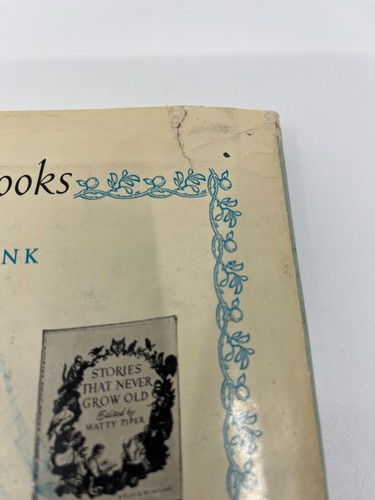 ooks
NK
STORIES
THAT NEVER
GROW OLD
Edited by
WATTY PIPER